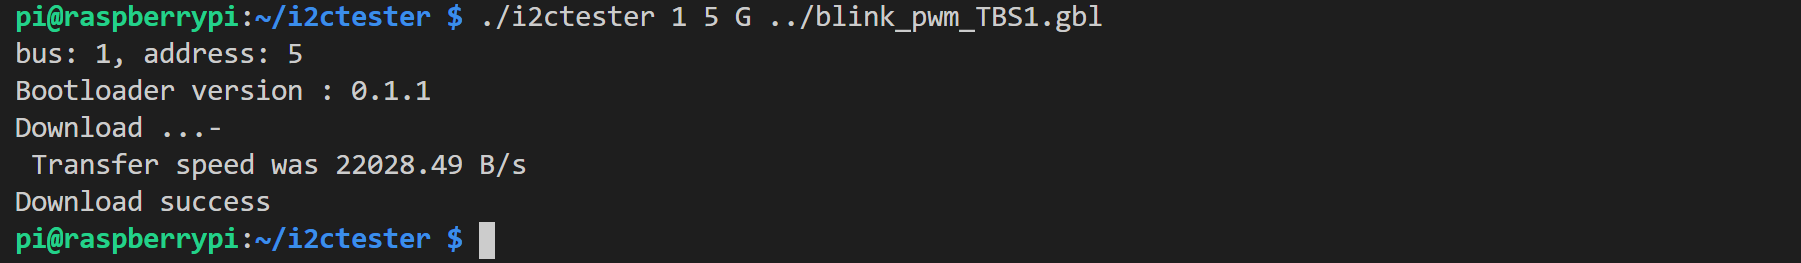 pi@raspberrypi:~/i2ctester $ ./i2ctester 1 5 G ../blink_pwm_TBS1.gbl
bus: 1, address: 5
Bootloader version : 0.1.1
Download ...-
 Transfer speed was 22028.49 B/s
Download success
pi@raspberrypi:~/i2ctester $